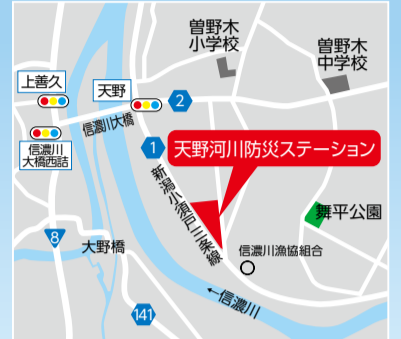 曽野木
小学校
曽野木
中学校
上善久
天野
2
信濃川大橋
信濃川
大橋西詰
1
天野河川防災ステーション
新潟小須戸三条線
舞平公園
8
大野橋
信濃川漁協組合
←信濃川
141